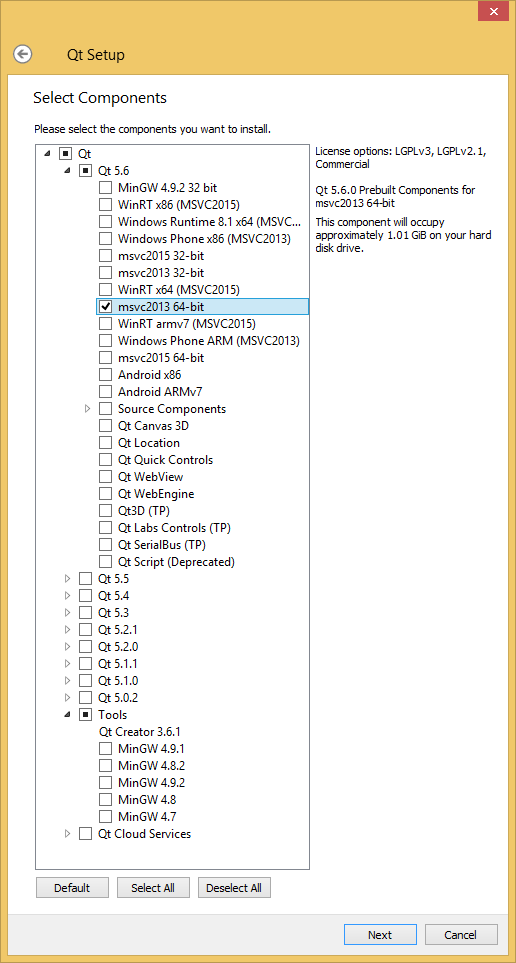 Qt Setup
Select Components
Please select the components you want to install.
Qt
Qt 5.6
MinGW 4.9.2 32 bit
WinRT x86 (MSVC2015)
Windows Runtime 8.1 x64 (MSVC...
Windows Phone x86 (MSVC2013)
msvc2015 32-bit
msvc2013 32-bit
WinRT x64 (MSVC2015)
msvc2013 64-bit
WinRT armv7 (MSVC2015)
Windows Phone ARM (MSVC2013)
msvc2015 64-bit
Android x86
Android ARMv7
Source Components
Qt Canvas 3D
Qt Location
Qt Quick Controls
Qt WebView
Qt WebEngine
Qt3D (TP)
Qt Labs Controls (TP)
Qt SerialBus (TP)
Qt Script (Deprecated)
Qt 5.5
Qt 5.4
Qt 5.3
Qt 5.2.1
Qt 5.2.0
Qt 5.1.1
Qt 5.1.0
Qt 5.0.2
Tools
Qt Creator 3.6.1
MinGW 4.9.1
MinGW 4.8.2
MinGW 4.9.2
MinGW 4.8
MinGW 4.7
Qt Cloud Services
License options: LGPLv3, LGPLv2.1,
Commercial
Qt 5.6.0 Prebuilt Components for
msvc2013 64-bit
This component will occupy
approximately 1.01 GiB on your hard
disk drive.
Default
Select All
Deselect All
Next
Cancel